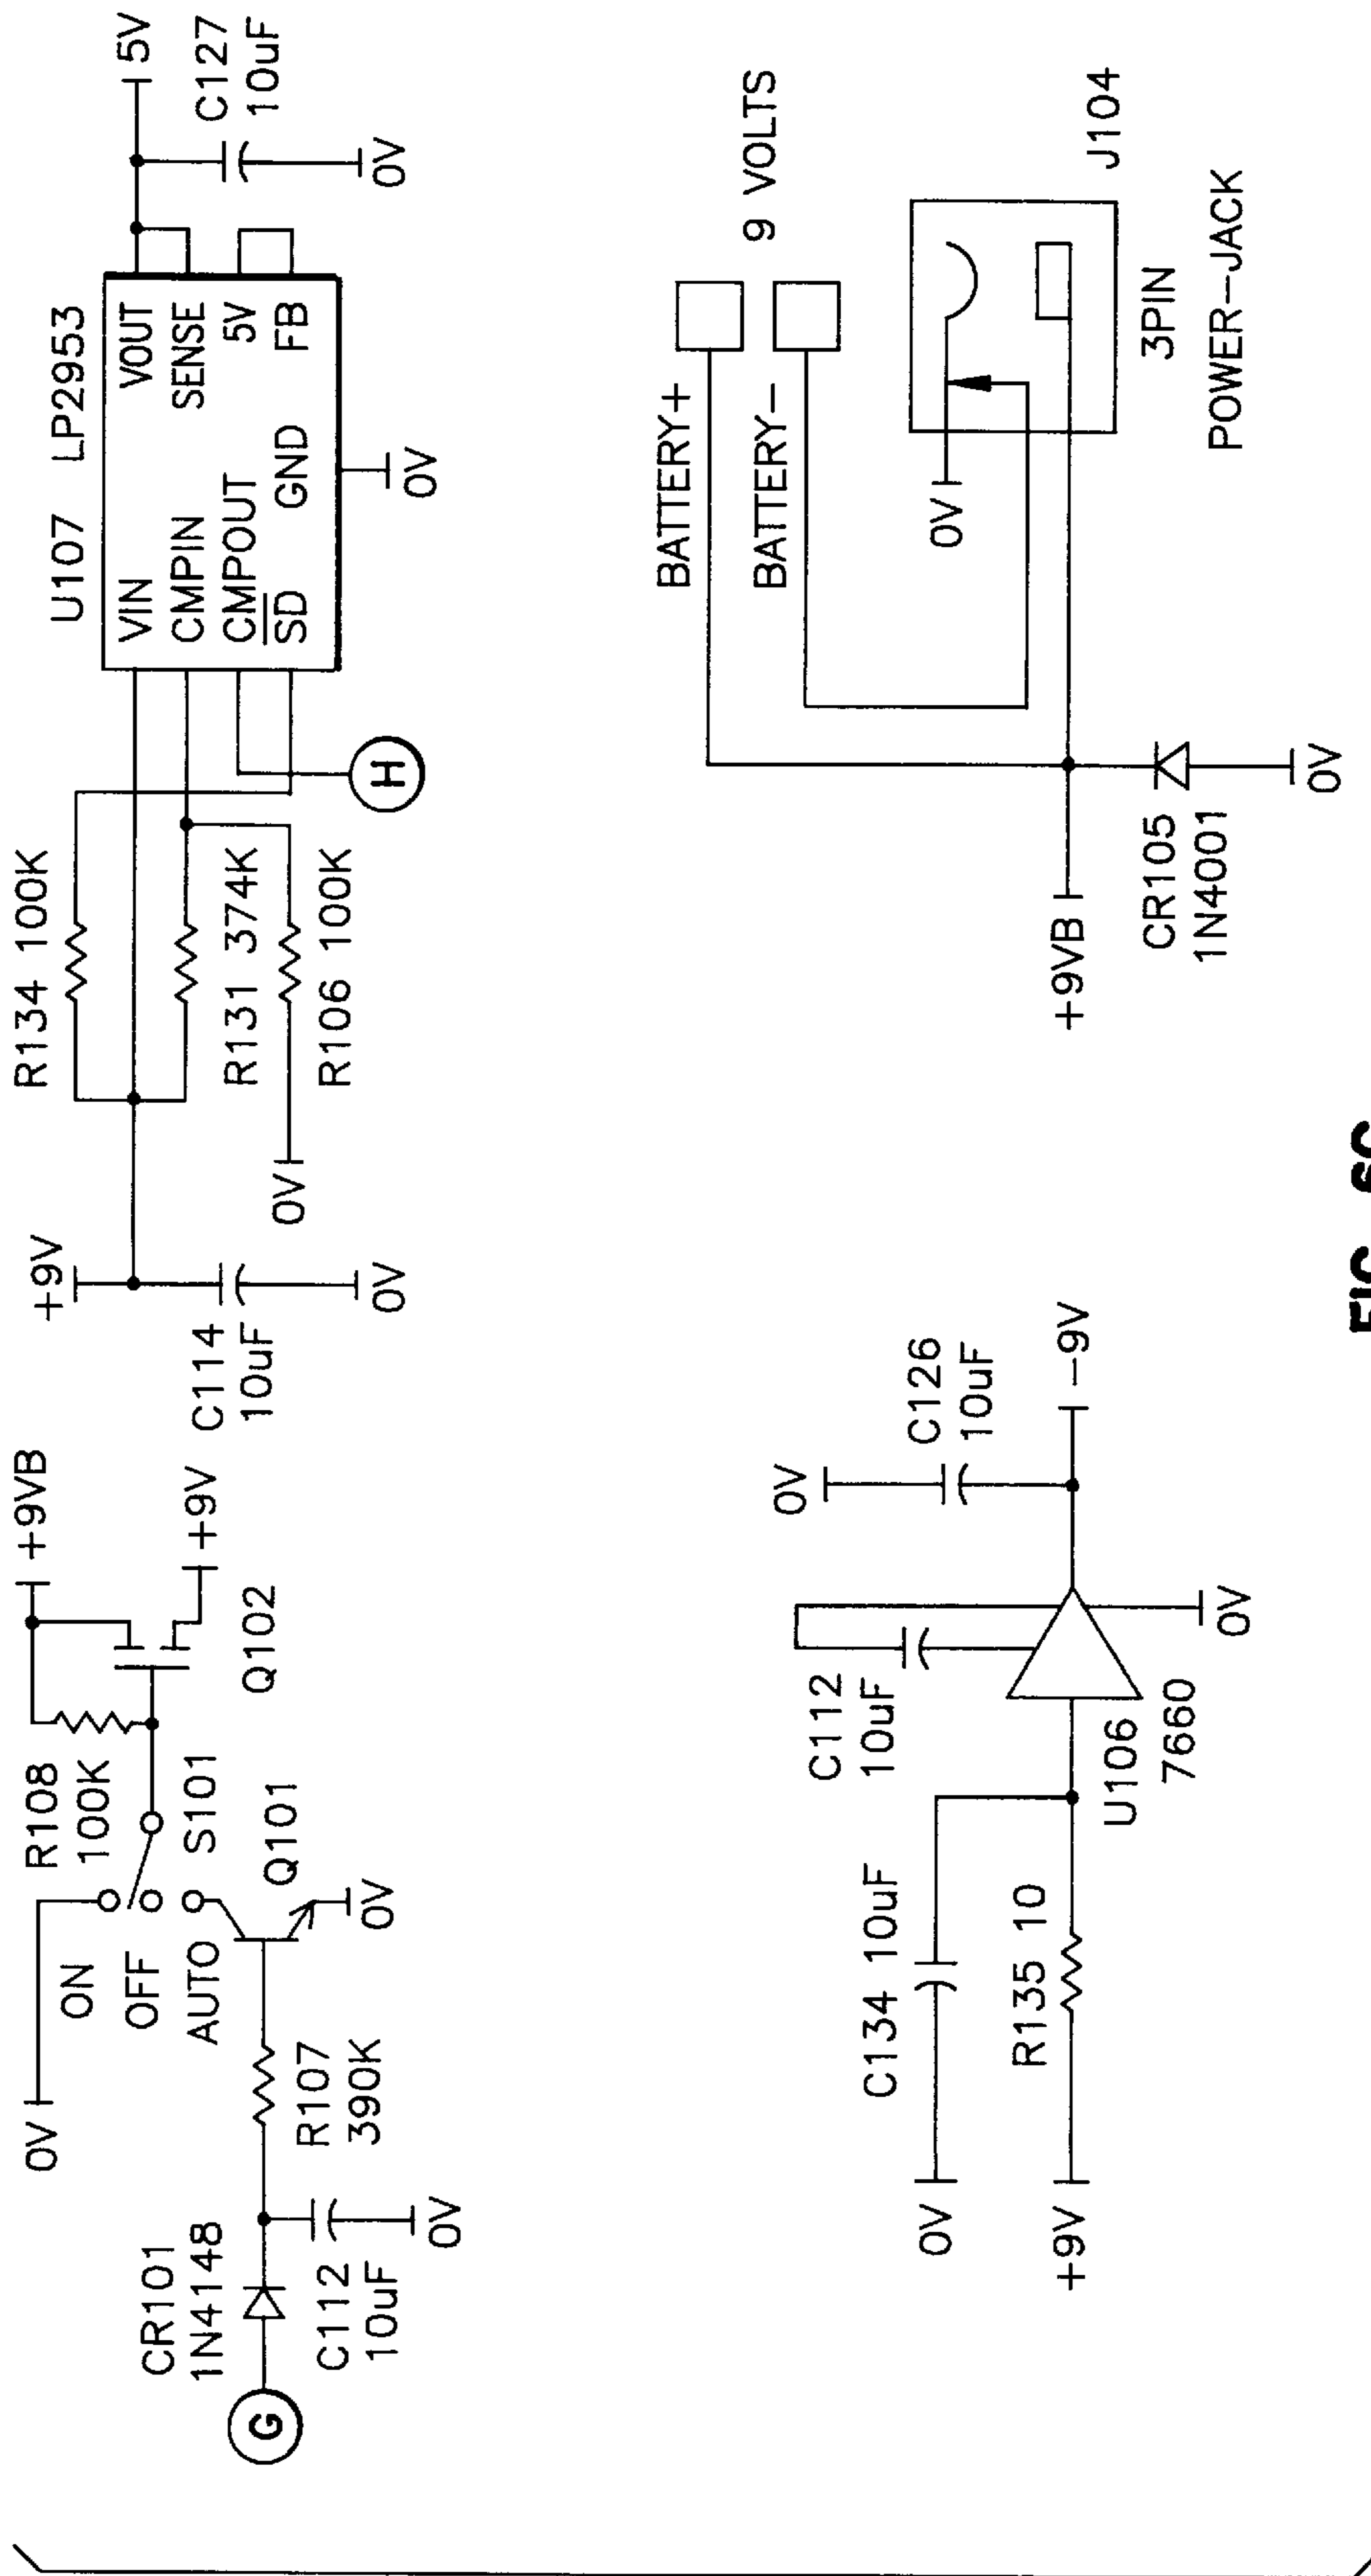 G
CR101
1N4148
C112
10uF
0V
R107
390K
0V
ON
OFF
AUTO
S101
Q101
0V
R108
100K
+9VB
+9V
Q102
+9V
C114
10uF
0V
R134 100K
R131 374K
R106 100K
0V
H
U107 LP2953
VIN
CMPIN
CMPOUT
SD
GND
VOUT
SENSE
5V
FB
0V
5V
C127
10uF
0V
0V
C134 10uF
+9V
R135 10
U106
7660
C112
10uF
0V
0V
C126
10uF
-9V
+9VB
CR105
1N4001
0V
BATTERY+
BATTERY-
9 VOLTS
0V
3PIN
POWER-JACK
J104